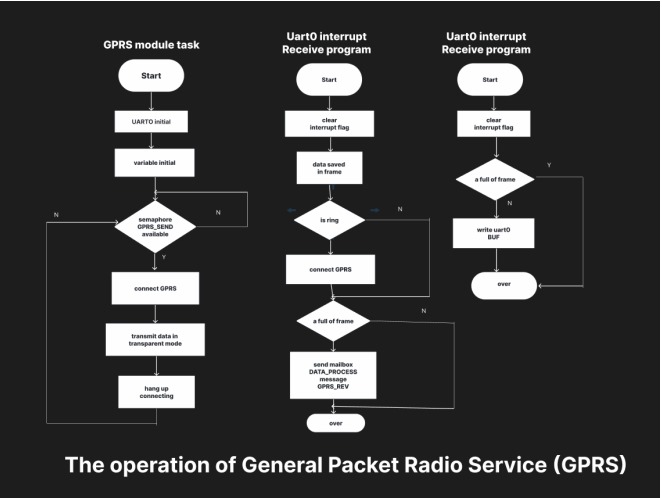 GPRS module task
Start
UARTO initial
variable initial
semaphore
GPRS_SEND
available
N
N
Y
connect GPRS
transmit data in
transparent mode
hang up
connecting
Uart0 interrupt
Receive program
Start
clear
interrupt flag
data saved
in frame
is ring
N
connect GPRS
a full of frame
N
send mailbox
DATA_PROCESS
message
GPRS_REV
over
Uart0 interrupt
Receive program
Start
clear
interrupt flag
a full of frame
Y
N
write uart0
BUF
over
The operation of General Packet Radio Service (GPRS)